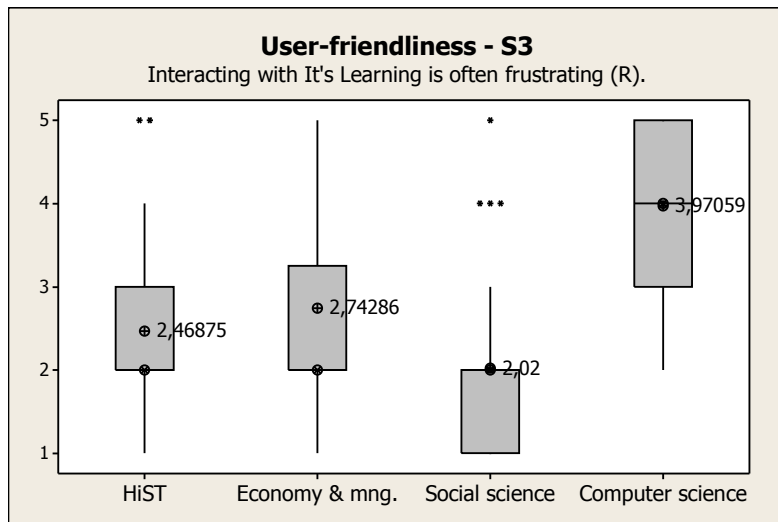 User-friendliness - S3
Interacting with It's Learning is often frustrating (R).
5
4
3
2
1
2,46875
2,74286
2,02
3,97059
HiST
Economy & mng.
Social science
Computer science